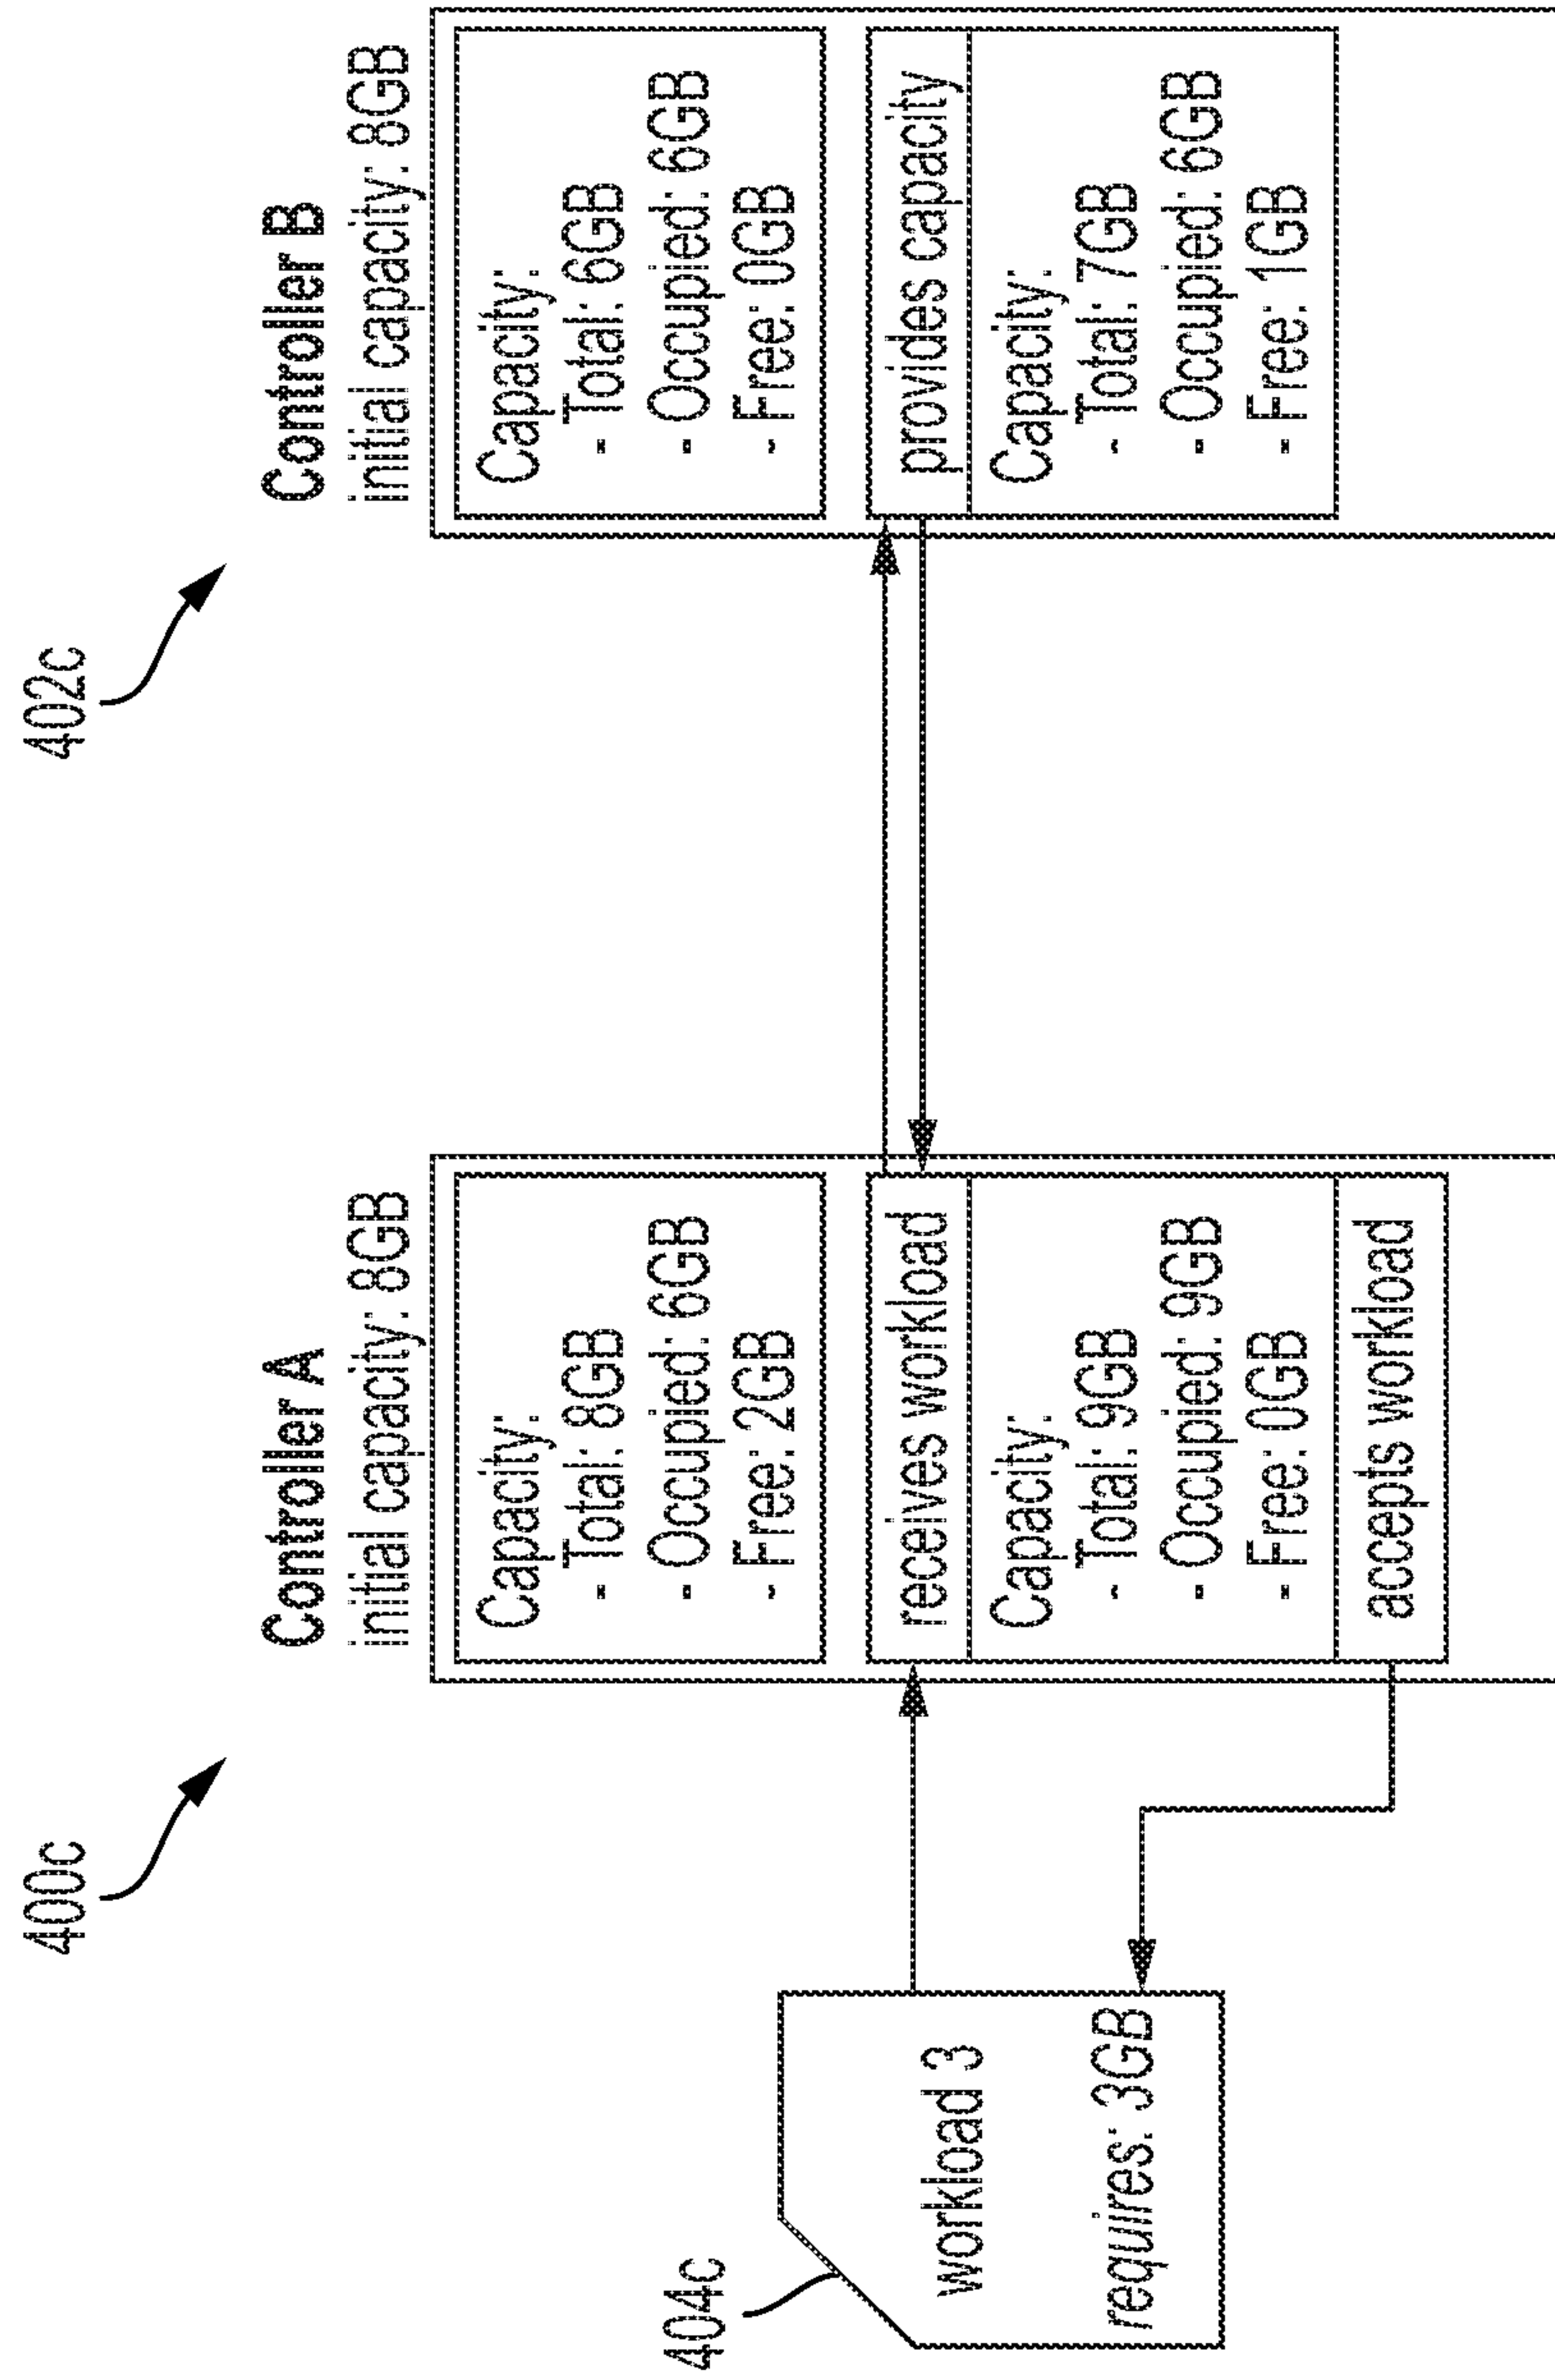 400c
402c
Controller A
initial capacity: 8GB
Controller B
initial capacity: 8GB
Capacity:
- Total: 8GB
- Occupied: 6GB
- Free: 2GB
Capacity:
- Total: 6GB
- Occupied: 6GB
- Free: 0GB
404c
workload 3
requires: 3GB
receives workload
Capacity:
- Total: 9GB
- Occupied: 9GB
- Free: 0GB
accepts workload
provides capacity
Capacity:
- Total: 7GB
- Occupied: 6GB
- Free: 1GB